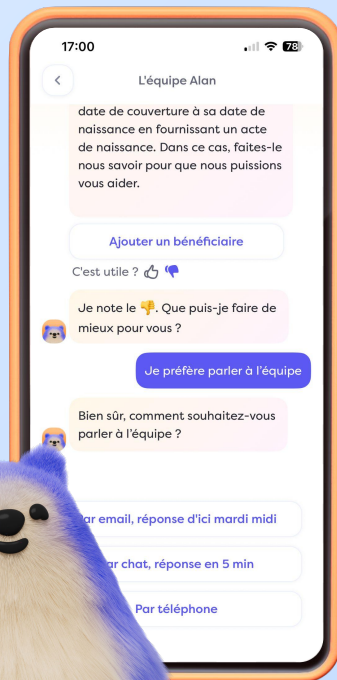 17:00
78
L'équipe Alan
date de couverture à sa date de
naissance en fournissant un acte
de naissance. Dans ce cas, faites-le
nous savoir pour que nous puissions
vous aider.
Ajouter un bénéficiaire
C'est utile ?
Je note le 👎. Que puis-je faire de
mieux pour vous ?
Je préfère parler à l'équipe
Bien sûr, comment souhaitez-vous
parler à l'équipe ?
ar email, réponse d'ici mardi midi
ar chat, réponse en 5 min
Par téléphone